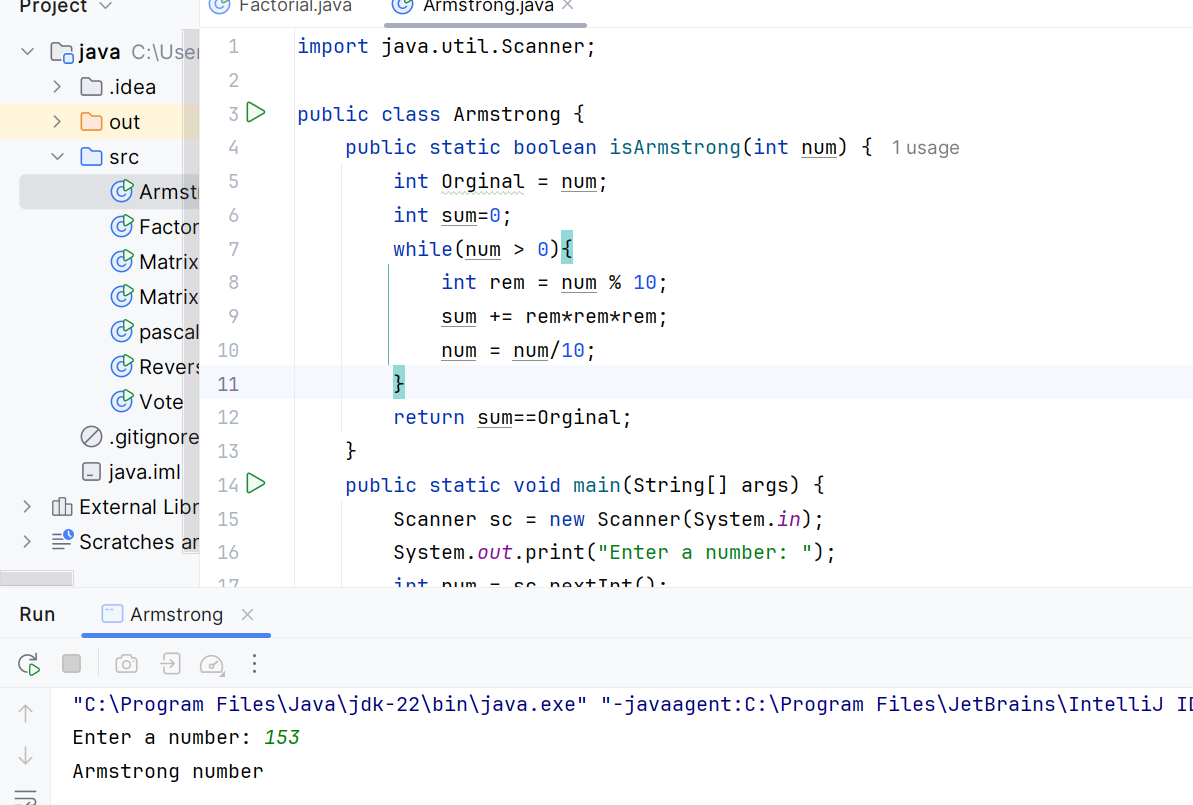 Project
Factorial.java
Armstrong.java
java C:\User
.idea
out
src
Armst
Factor
Matrix
Matrix
pascal
Revers
Vote
.gitignore
java.iml
External Libr
Scratches an
1 import java.util.Scanner;
2
3 public class Armstrong {
4 public static boolean isArmstrong(int num) { 1 usage
5 int Orginal = num;
6 int sum=0;
7 while(num > 0){
8 int rem = num % 10;
9 sum += rem*rem*rem;
10 num = num/10;
11 }
12 return sum==Orginal;
13 }
14 public static void main(String[] args) {
15 Scanner sc = new Scanner(System.in);
16 System.out.print("Enter a number: ");
17 int num = sc.nextInt();
Run Armstrong
"C:\Program Files\Java\jdk-22\bin\java.exe" "-javaagent:C:\Program Files\JetBrains\IntelliJ ID
Enter a number: 153
Armstrong number